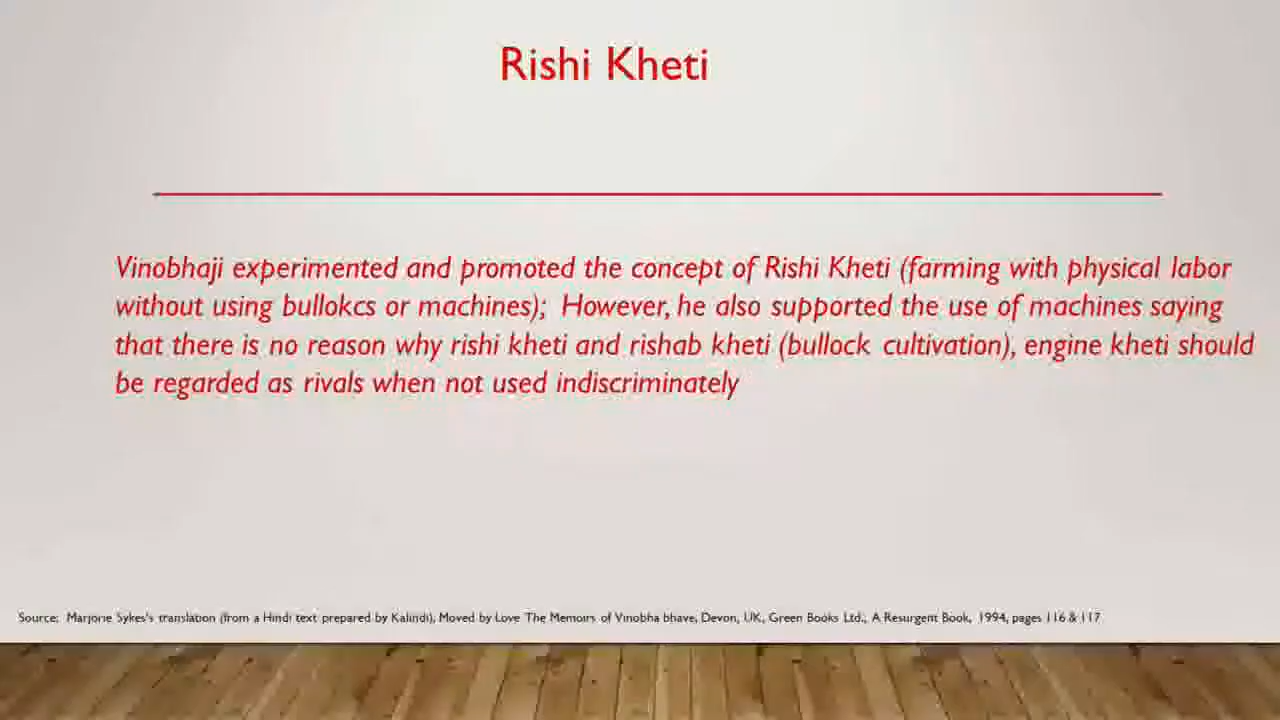 Rishi Kheti
Vinobhaji experimented and promoted the concept of Rishi Kheti (farming with physical labor
without using bullokcs or machines); However, he also supported the use of machines saying
that there is no reason why rishi kheti and rishab kheti (bullock cultivation), engine kheti should
be regarded as rivals when not used indiscriminately
Source; Marjorie Sykes's translation (from a Hindi text prepared by Kalindi), Moved by Love The Memoirs of Vinobha bhave, Devon, UK, Green Books Ltd., A Resurgent Book, 1994, pages 116 & 117